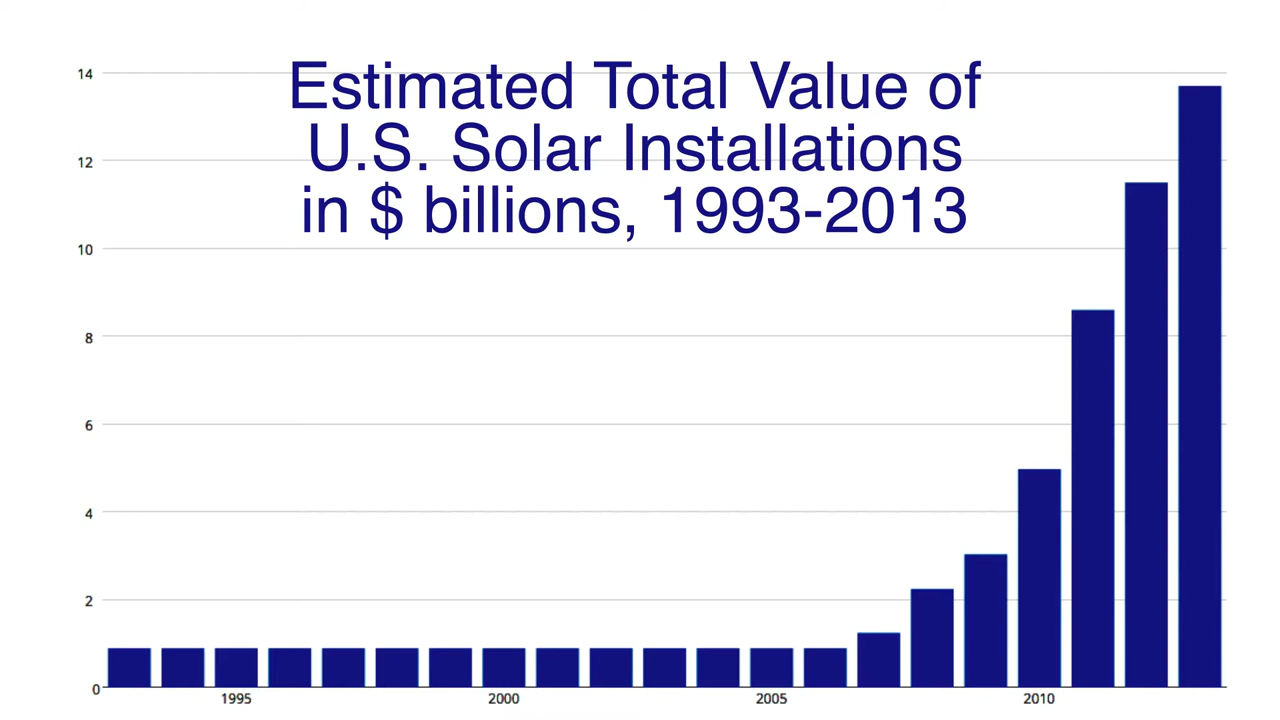 Estimated Total Value of
U.S. Solar Installations
in $ billions, 1993-2013
14
12
10
8
6
4
2
0
1995 2000 2005 2010